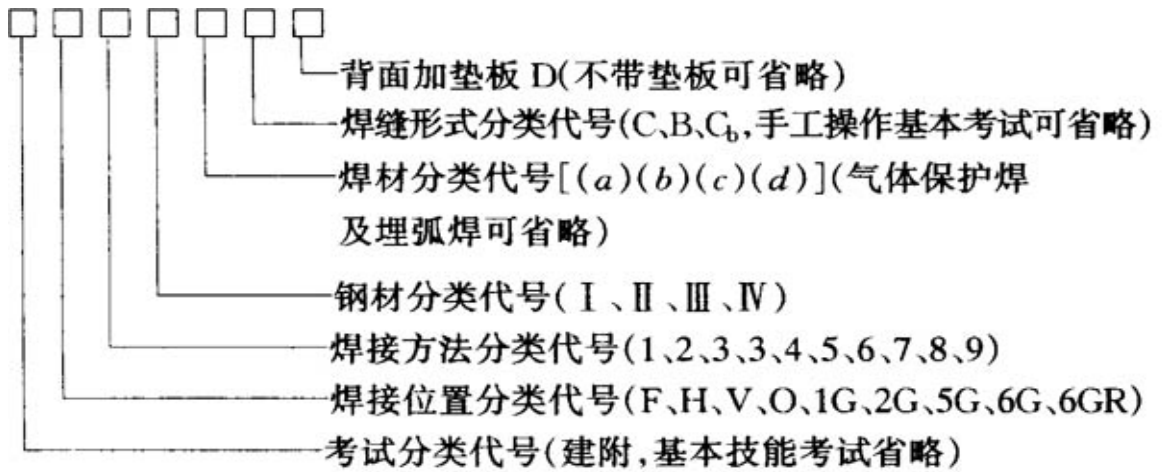 背面加垫板 D(不带垫板可省略)
焊缝形式分类代号(C、B、Cb,手工操作基本考试可省略)
焊材分类代号[(a)(b)(c)(d)](气体保护焊
及埋弧焊可省略)
钢材分类代号(Ⅰ、Ⅱ、Ⅲ、Ⅳ)
焊接方法分类代号(1、2、3、3、4、5、6、7、8、9)
焊接位置分类代号(F、H、V、O、1G、2G、5G、6G、6GR)
考试分类代号(建附,基本技能考试省略)